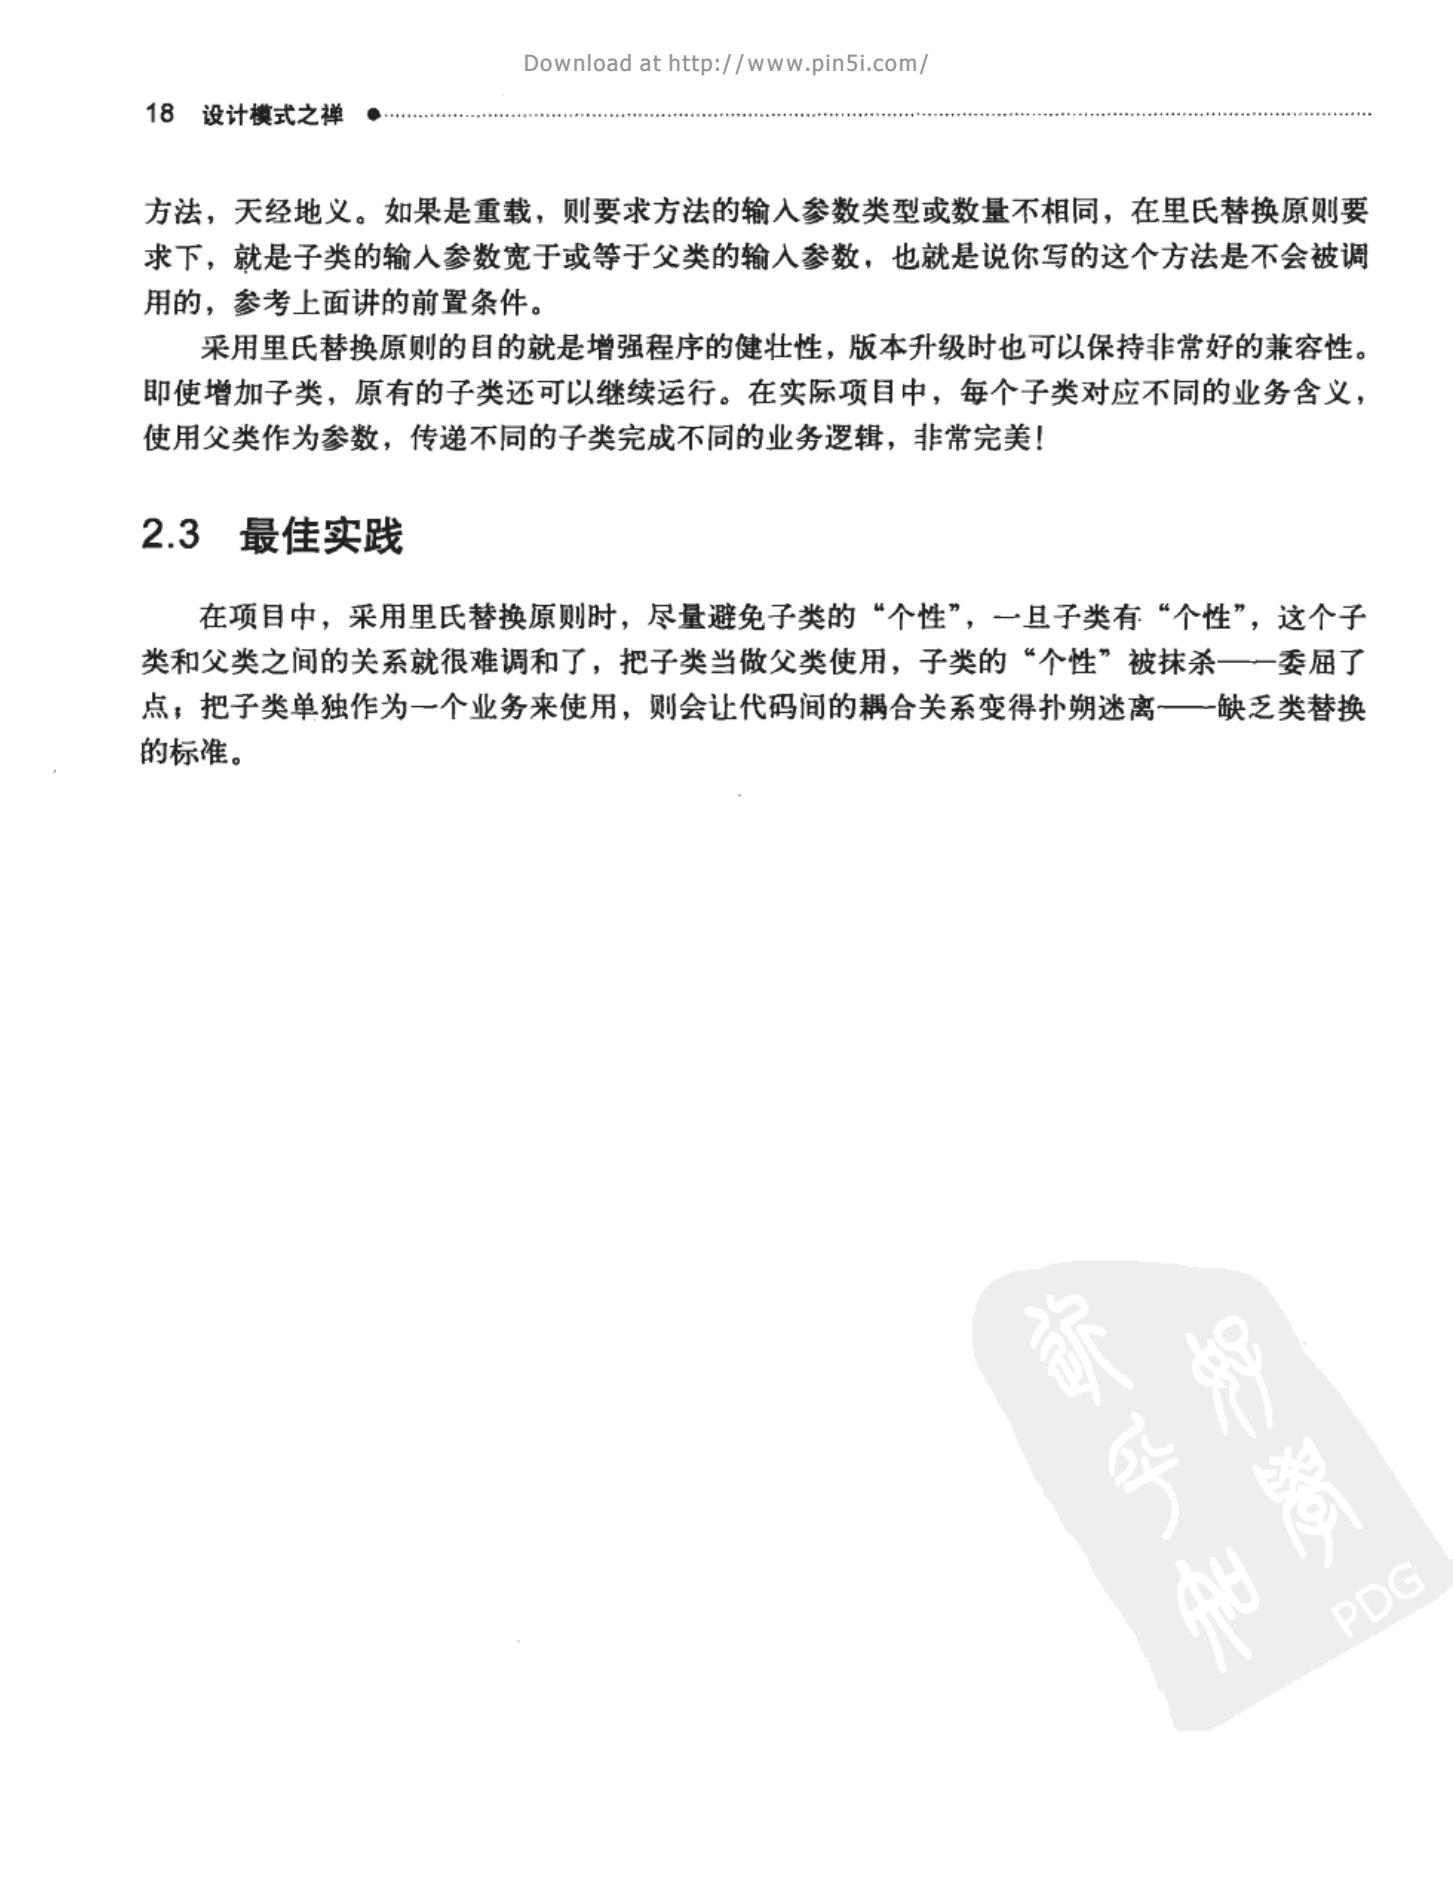 Download at http://www.pin5i.com/
18 设计模式之禅
方法，天经地义。如果是重载，则要求方法的输入参数类型或数量不相同，在里氏替换原则要
求下，就是子类的输入参数宽于或等于父类的输入参数，也就是说你写的这个方法是不会被调
用的，参考上面讲的前置条件。
采用里氏替换原则的目的就是增强程序的健壮性，版本升级时也可以保持非常好的兼容性。
即使增加子类，原有的子类还可以继续运行。在实际项目中，每个子类对应不同的业务含义，
使用父类作为参数，传递不同的子类完成不同的业务逻辑，非常完美！
2.3 最佳实践
在项目中，采用里氏替换原则时，尽量避免子类的“个性”，一旦子类有“个性”，这个子
类和父类之间的关系就很难调和了，把子类当做父类使用，子类的“个性”被抹杀——委屈了
点；把子类单独作为一个业务来使用，则会让代码间的耦合关系变得扑朔迷离——缺乏类替换
的标准。
PDG